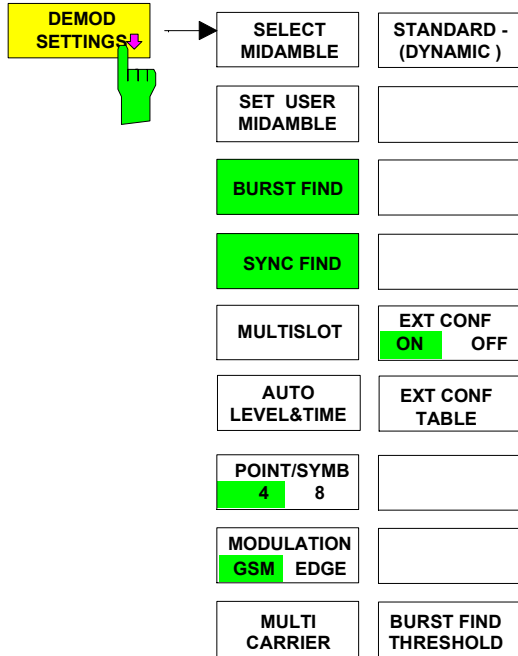 DEMOD
SETTINGS
SELECT
MIDAMBLE
STANDARD -
(DYNAMIC )
SET USER
MIDAMBLE
BURST FIND
SYNC FIND
MULTISLOT
EXT CONF
ON OFF
AUTO
LEVEL&TIME
EXT CONF
TABLE
POINT/SYMB
4 8
MODULATION
GSM EDGE
MULTI
CARRIER
BURST FIND
THRESHOLD